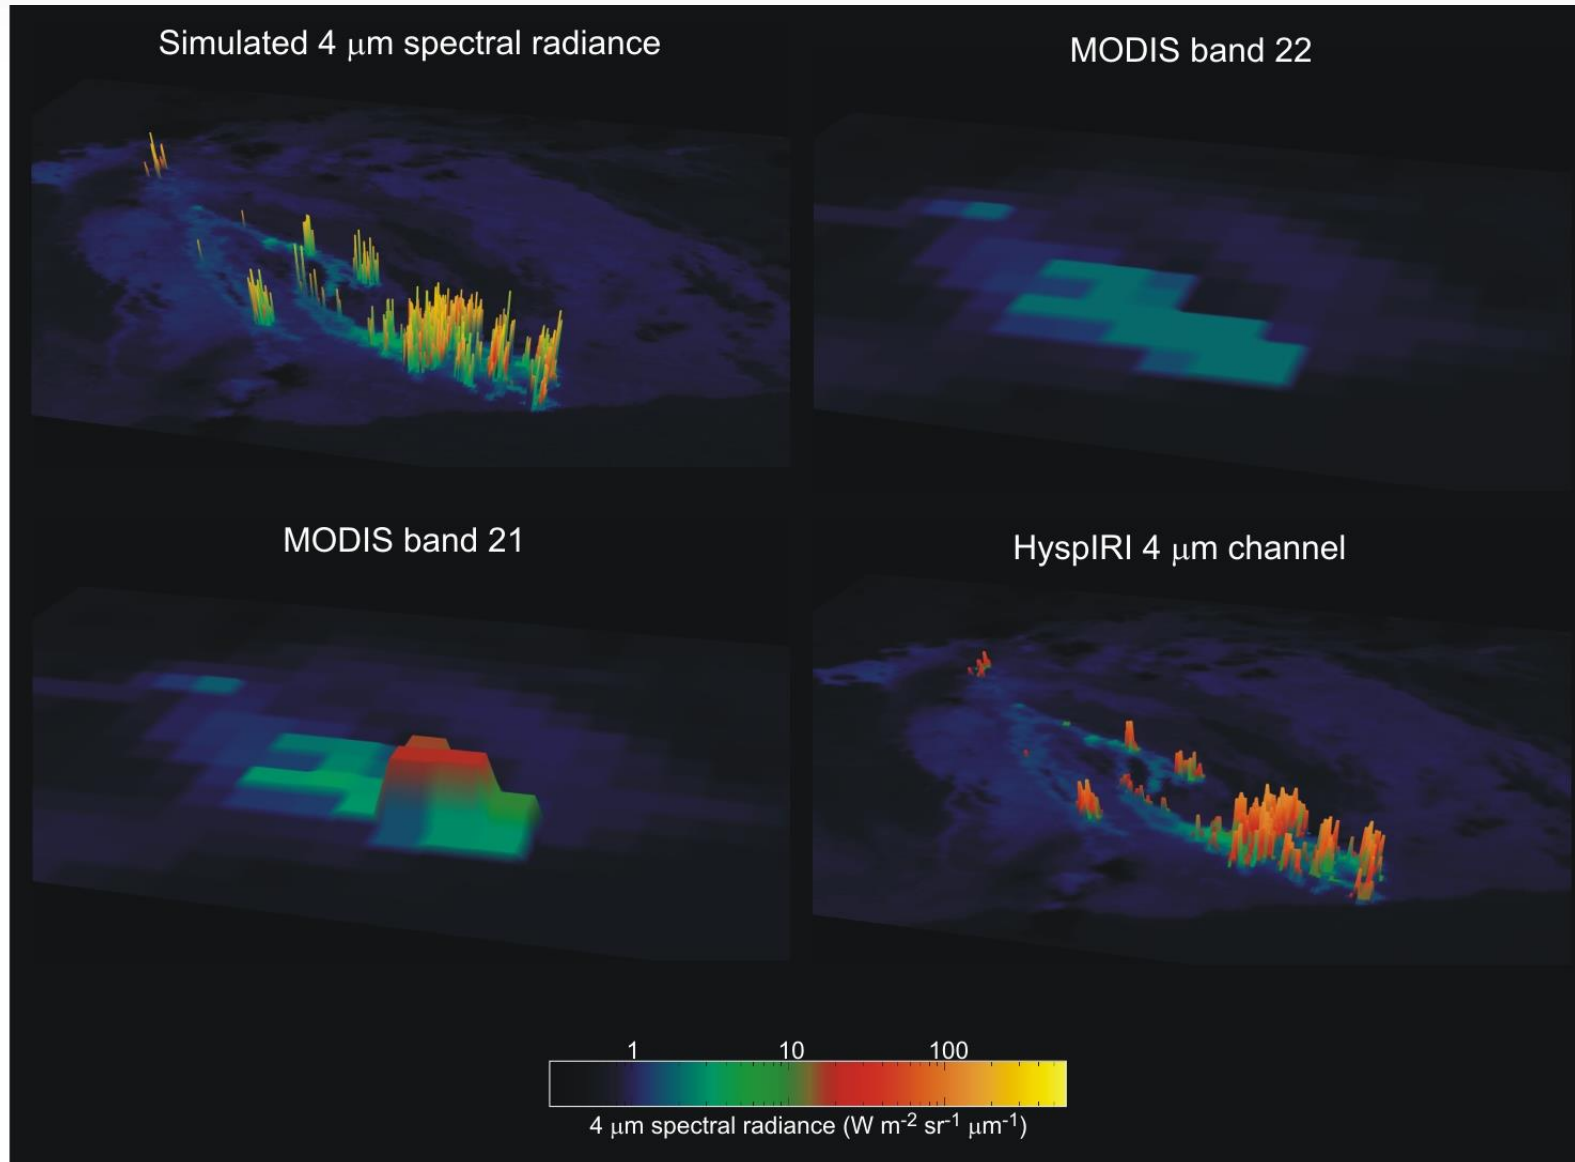 Simulated 4 μm spectral radiance
MODIS band 22
MODIS band 21
HyspIRI 4 μm channel
1 10 100
4 μm spectral radiance (W m⁻² sr⁻¹ μm⁻¹)